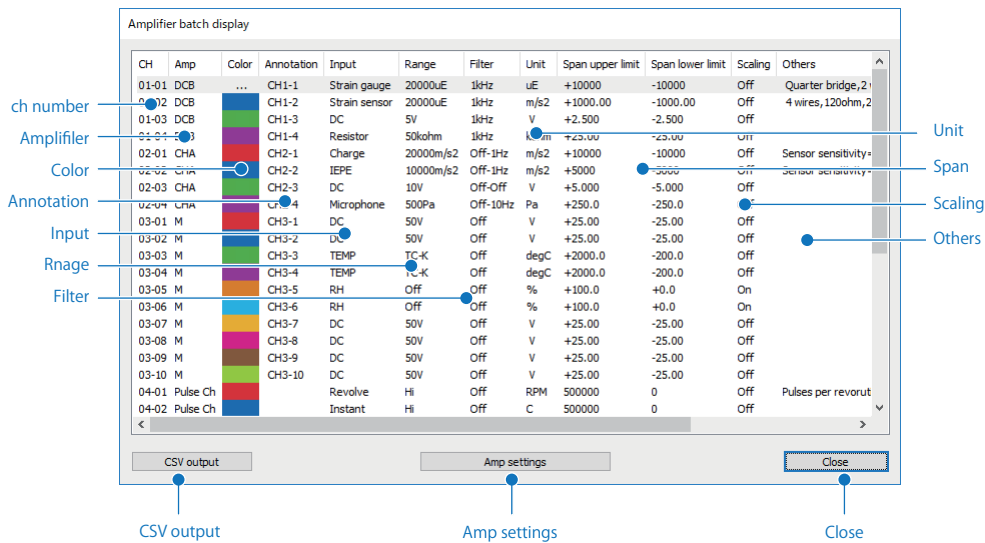 Amplifier batch display
CH Amp Color Annotation Input Range Filter Unit Span upper limit Span lower limit Scaling Others
01-01 DCB ... CH1-1 Strain gauge 20000uE 1kHz uE +10000 -10000 Off Quarter bridge,2
DCB CH1-2 Strain sensor 20000uE 1kHz m/s2 +1000.00 -1000.00 Off 4 wires,120ohm,2
01-03 DCB CH1-3 DC 5V 1kHz V +2.500 -2.500 Off
01-04 CH1-4 Resistor 50kohm 1kHz +25.00 -25.00 Off
02-01 CHA CH2-1 Charge 20000m/s2 Off-1Hz m/s2 +10000 -10000 Off Sensor sensitivity=
02-02 CHA CH2-2 IEPE 10000m/s2 Off-1Hz m/s2 +5000 -5000 Off Sensor sensitivity=
02-03 CHA CH2-3 DC 10V Off-Off V +5.000 -5.000 Off
02-04 CHA CH2-4 Microphone 500Pa Off-10Hz Pa +250.0 -250.0
03-01 M CH3-1 DC 50V Off V +25.00 -25.00 Off
03-02 M CH3-2 DC 50V Off V +25.00 -25.00 Off
03-03 M CH3-3 TEMP TC-K Off degC +2000.0 -200.0 Off
03-04 M CH3-4 TEMP TC-K Off degC +2000.0 -200.0 Off
03-05 M CH3-5 RH Off Off % +100.0 +0.0 On
03-06 M CH3-6 RH Off Off % +100.0 +0.0 On
03-07 M CH3-7 DC 50V Off V +25.00 -25.00 Off
03-08 M CH3-8 DC 50V Off V +25.00 -25.00 Off
03-09 M CH3-9 DC 50V Off V +25.00 -25.00 Off
03-10 M CH3-10 DC 50V Off V +25.00 -25.00 Off
04-01 Pulse Ch Revolve Hi Off RPM 500000 0 Off Pulses per revorut
04-02 Pulse Ch Instant Hi Off C 500000 0 Off
CSV output Amp settings Close
ch number
Amplifiler
Color
Annotation
Input
Rnage
Filter
Unit
Span
Scaling
Others
CSV output Amp settings Close